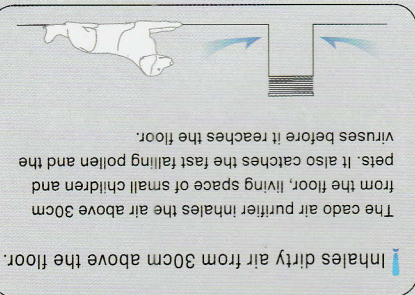 Inhales dirty air from 30cm above the floor.
The cado air purifier inhales the air above 30cm
from the floor, living space of small children and
pets. It also catches the fast falling pollen and the
viruses before it reaches the floor.